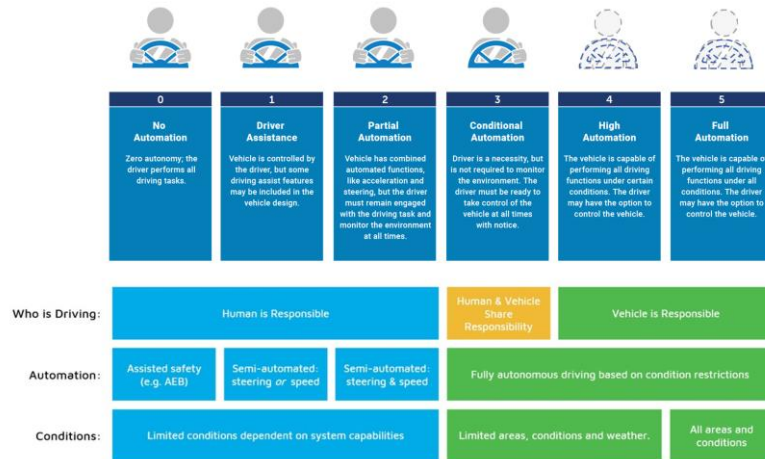 0
No
Automation
Zero autonomy; the
driver performs all
driving tasks.
1
Driver
Assistance
Vehicle is controlled by
the driver, but some
driving assist features
may be included in the
vehicle design.
2
Partial
Automation
Vehicle has combined
automated functions,
like acceleration and
steering, but the driver
must remain engaged
with the driving task and
monitor the environment
at all times.
3
Conditional
Automation
Driver is a necessity, but
is not required to monitor
the environment. The
driver must be ready to
take control of the
vehicle at all times
with notice.
4
High
Automation
The vehicle is capable of
performing all driving
functions under certain
conditions. The driver
may have the option to
control the vehicle.
5
Full
Automation
The vehicle is capable of
performing all driving
functions under all
conditions. The driver
may have the option to
control the vehicle.
Who is Driving:
Human is Responsible
Human & Vehicle
Share
Responsibility
Vehicle is Responsible
Automation:
Assisted safety
(e.g. AEB)
Semi-automated:
steering or speed
Semi-automated:
steering & speed
Fully autonomous driving based on condition restrictions
Conditions:
Limited conditions dependent on system capabilities
Limited areas, conditions and weather.
All areas and
conditions